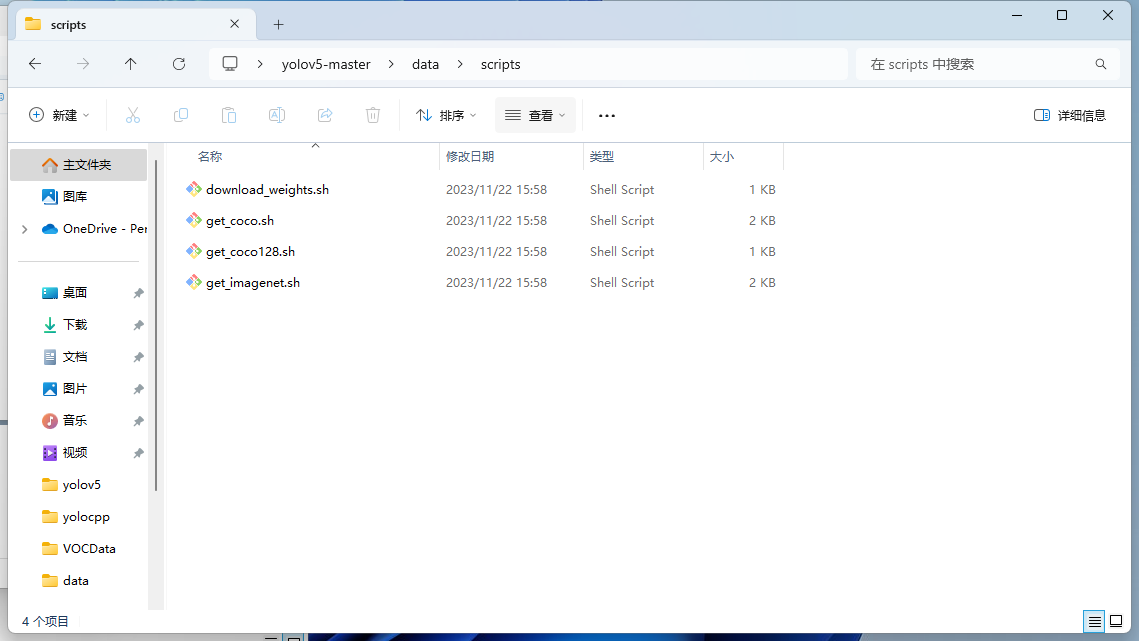 scripts
yolov5-master > data > scripts
在 scripts 中搜索
新建
排序
查看
详细信息
主文件夹
图库
OneDrive - Per
桌面
下载
文档
图片
音乐
视频
yolov5
yolocpp
VOCData
data
名称 修改日期 类型 大小
download_weights.sh 2023/11/22 15:58 Shell Script 1 KB
get_coco.sh 2023/11/22 15:58 Shell Script 2 KB
get_coco128.sh 2023/11/22 15:58 Shell Script 1 KB
get_imagenet.sh 2023/11/22 15:58 Shell Script 2 KB
4 个项目